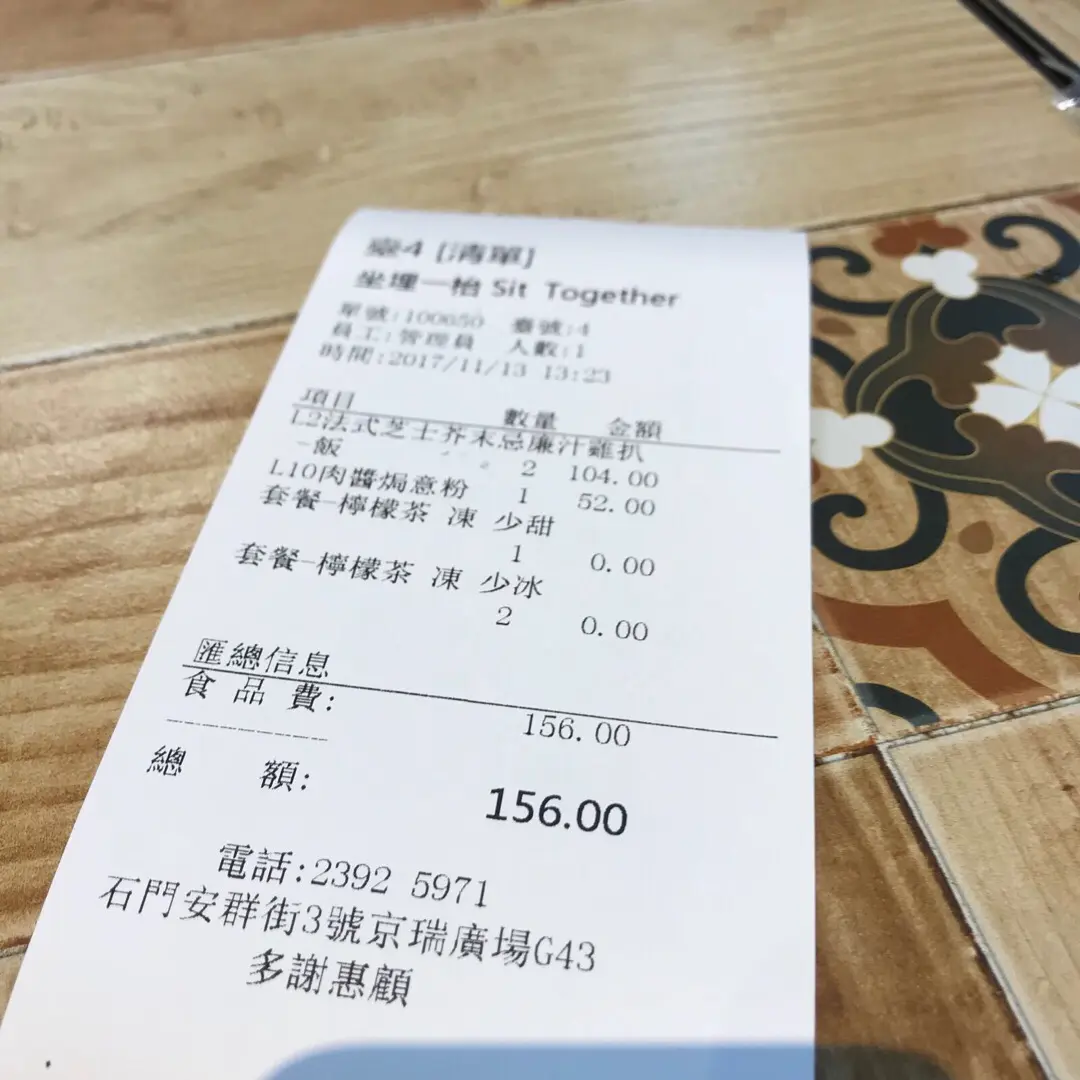 臺4 [清單]
坐埋一枱 Sit Together
單號:100650 臺號:4
員工:管理員 人數:1
時間:2017/11/13 13:23
項目 數量 金額
L2法式芝士芥末忌廉汁雞扒
-飯 2 104.00
L10肉醬焗意粉 1 52.00
套餐-檸檬茶 凍 少甜
1 0.00
套餐-檸檬茶 凍 少冰
2 0.00
匯總信息
食品費: 156.00
總 額: 156.00
電話:2392 5971
石門安群街3號京瑞廣場G43
多謝惠顧